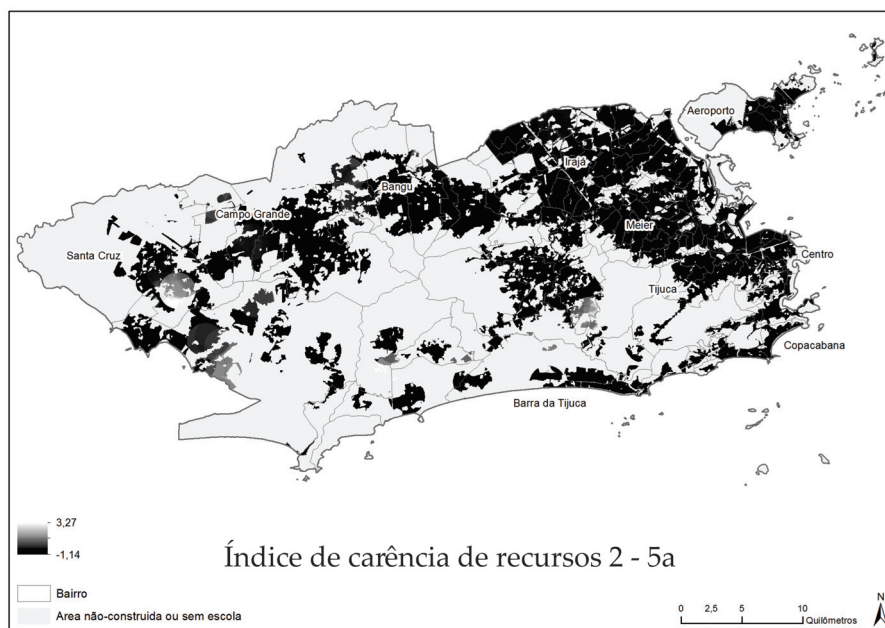 Aeroporto
Irajá
Bangu
Campo Grande
Meier
Santa Cruz
Centro
Tijuca
Copacabana
Barra da Tijuca
3,27
-1,14
Índice de carência de recursos 2 - 5a
Bairro
Area não-construida ou sem escola
0 2,5 5 10
Quilômetros
N